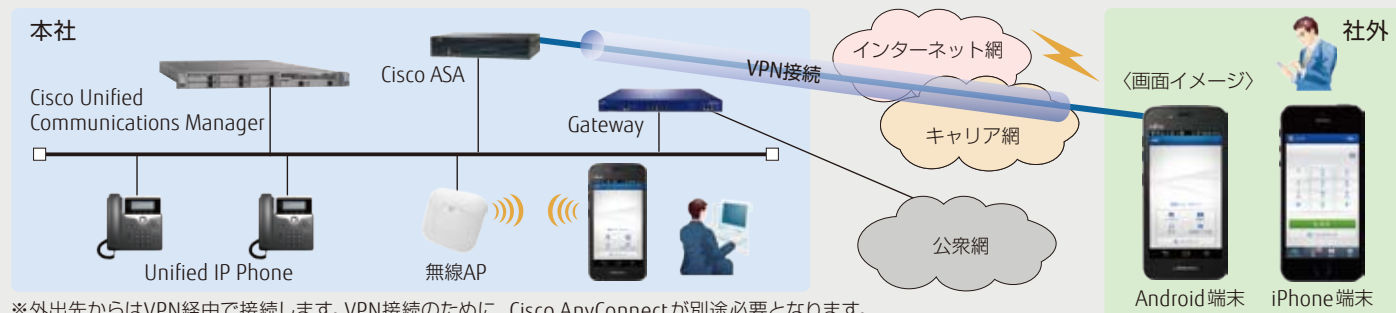 本社
Cisco ASA
Cisco Unified
Communications Manager
Gateway
Unified IP Phone
無線AP
VPN接続
インターネット網
キャリア網
公衆網
社外
〈画面イメージ〉
Android端末
iPhone端末
※外出先からはVPN経由で接続します。VPN接続のために、Cisco AnyConnectが別途必要となります。